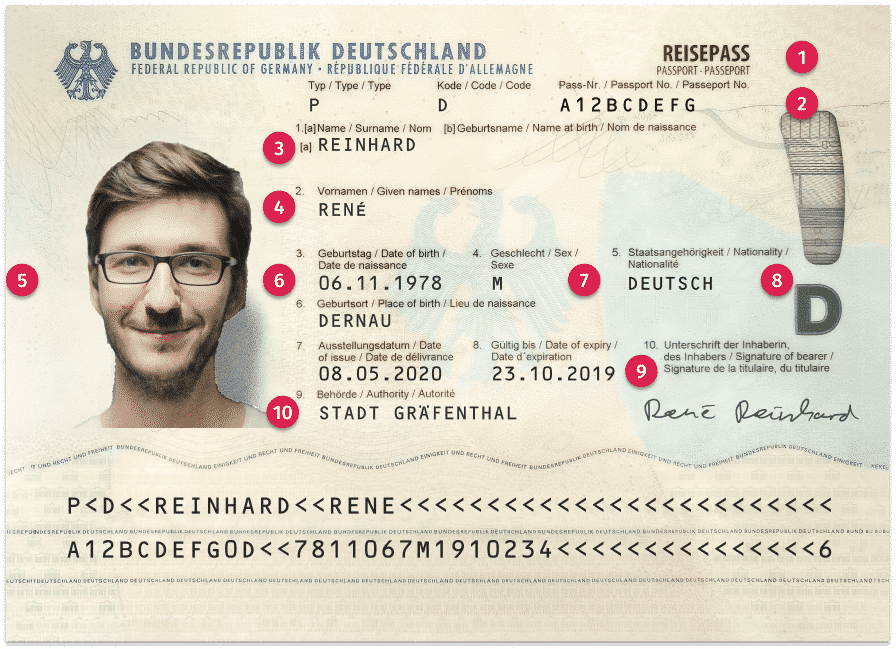 BUNDESREPUBLIK DEUTSCHLAND
FEDERAL REPUBLIC OF GERMANY · RÉPUBLIQUE FÉDÉRALE D'ALLEMAGNE
REISEPASS
PASSPORT · PASSEPORT
1
Typ / Type / Type Kode / Code / Code Pass-Nr. / Passport No. / Passeport No.
P D A12BCDEFG
2
1.[a]Name / Surname / Nom [b]Geburtsname / Name at birth / Nom de naissance
3 [a] REINHARD
2. Vornamen / Given names / Prénoms
4 RENÉ
3. Geburtstag / Date of birth / Date de naissance
4. Geschlecht / Sex / Sexe
5. Staatsangehörigkeit / Nationality / Nationalité
5 6 06.11.1978 M 7 DEUTSCH 8
6. Geburtsort / Place of birth / Lieu de naissance
DERNAU
D
7. Ausstellungsdatum / Date of issue / Date de délivrance
8. Gültig bis / Date of expiry / Date d´expiration
10. Unterschrift der Inhaberin, des Inhabers / Signature of bearer / Signature de la titulaire, du titulaire
08.05.2020 23.10.2019 9
9. Behörde / Authority / Autorité
10 STADT GRÄFENTHAL
René Reinhard
UND RECHT UND FREIHEIT BUNDESREPUBLIK DEUTSCHLAND EINIGKEIT UND RECHT UND FREIHEIT BUNDESREPUBLIK DEUTSCHLAND EINIGKEIT UND RECHT UND FREIHEIT BUNDESREPUBLIK DEUTSCHLAND EINIGKEIT UND RECHT UND FREIHEIT BUNDESREPUBLIK DEUTSCHLAND EINIGKEIT
P<D<<REINHARD<<RENE<<<<<<<<<<<<<<<<<<<<<<<
BUNDESREPUBLIK DEUTSCHLAND BUNDESREPUBLIK DEUTSCHLAND BUNDESREPUBLIK DEUTSCHLAND
A12BCDEFG0D<<7811067M1910234<<<<<<<<<<<<<<<6
DEUTSCHLAND DEUTSCHLAND DEUTSCHLAND DEUTSCHLAND DEUTSCHLAND DEUTSCHLAND